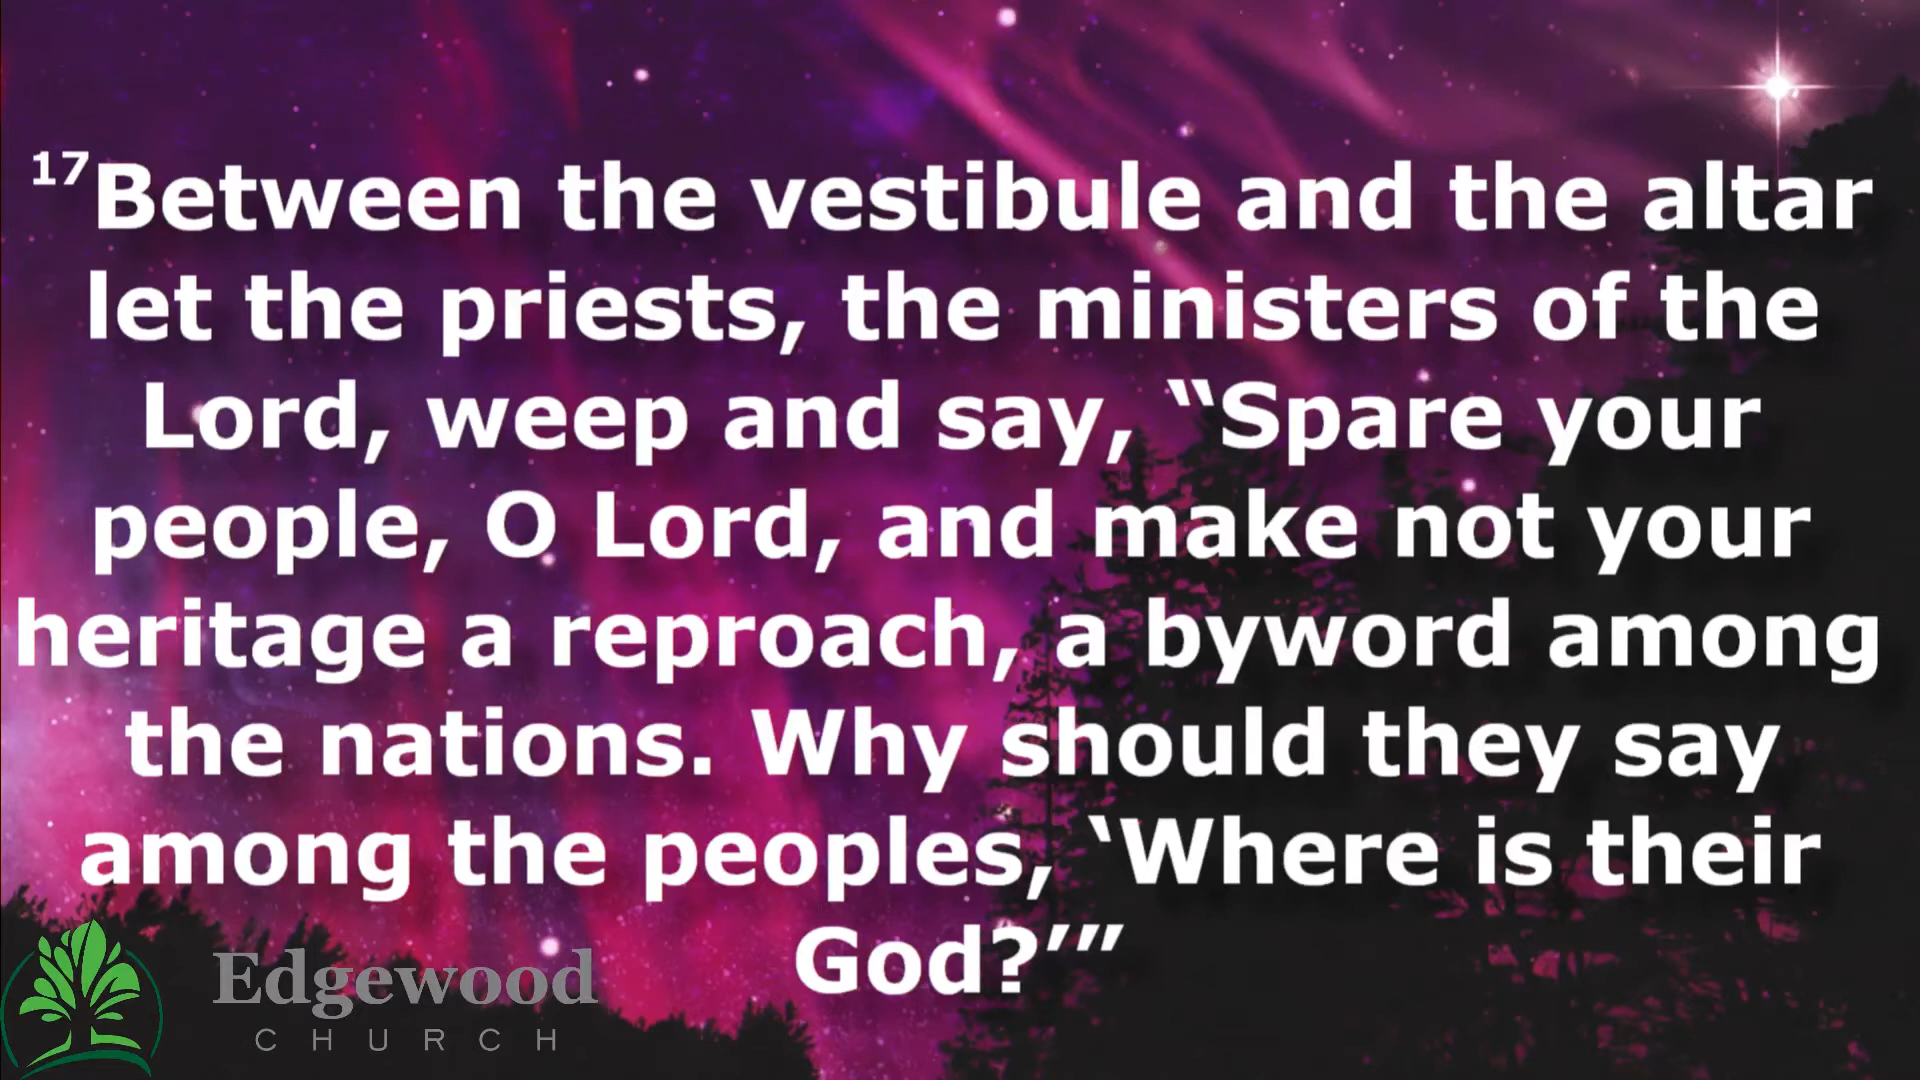 17Between the vestibule and the altar
let the priests, the ministers of the
Lord, weep and say, “Spare your
people, O Lord, and make not your
heritage a reproach, a byword among
the nations. Why should they say
among the peoples, ‘Where is their
God?’”
Edgewood
CHURCH